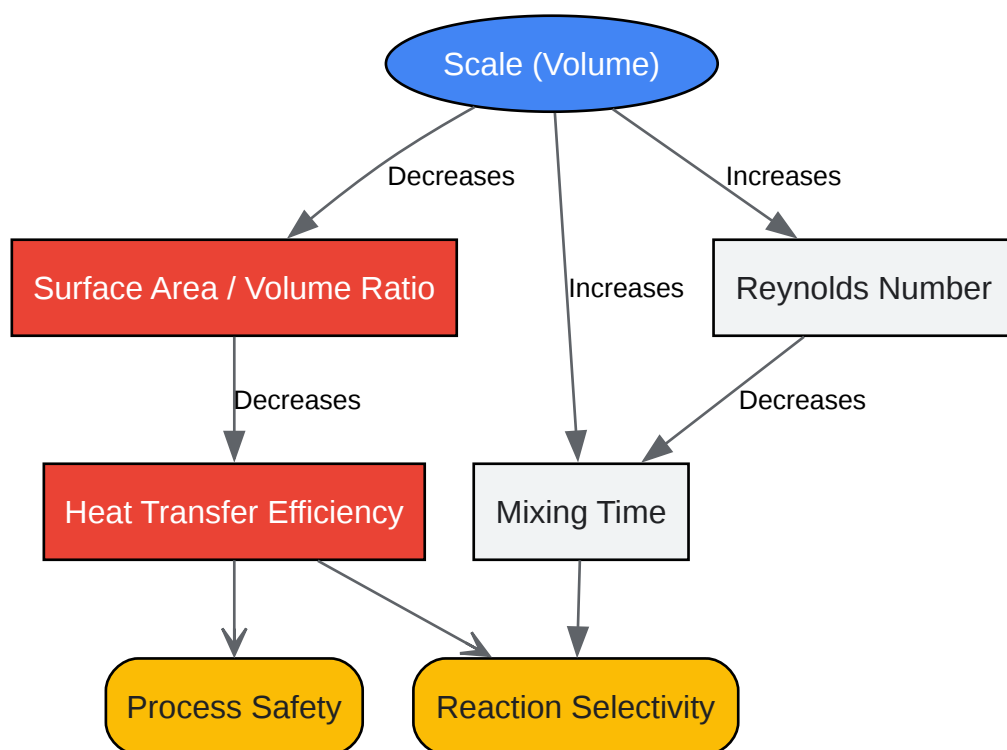 Scale (Volume)
Decreases
Increases
Surface Area / Volume Ratio
Increases
Reynolds Number
Decreases
Decreases
Heat Transfer Efficiency
Mixing Time
Process Safety
Reaction Selectivity